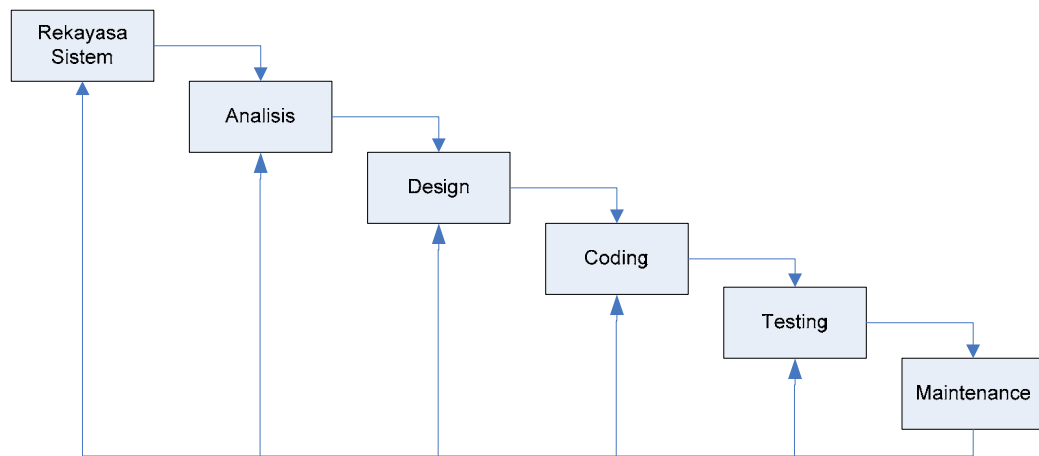 Rekayasa
Sistem
Analisis
Design
Coding
Testing
Maintenance